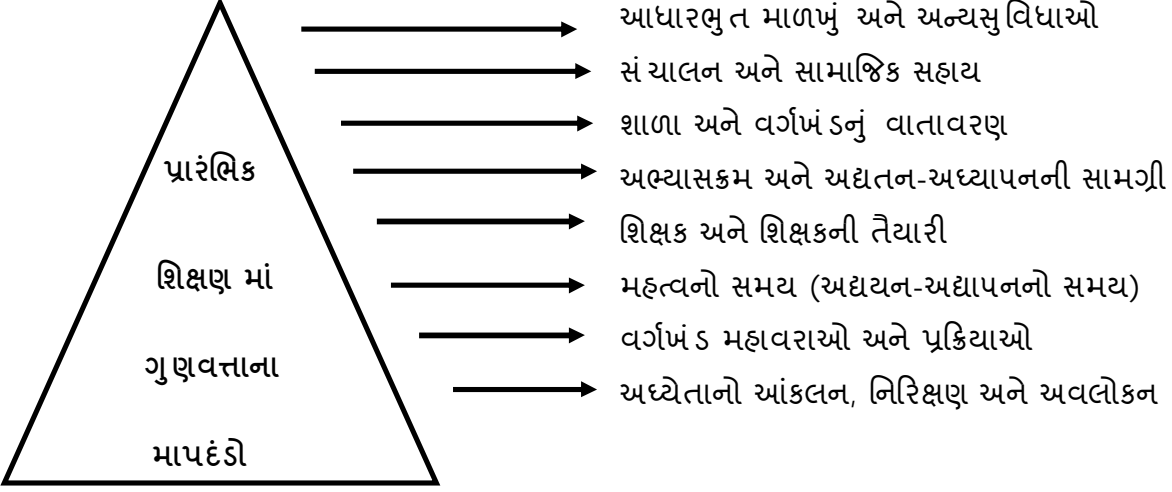 પ્રારંભિક
શિક્ષણ માં
ગુણવત્તાના
માપદંડો
આધારભુત માળખું અને અન્યસુવિધાઓ
સંચાલન અને સામાજિક સહાય
શાળા અને વર્ગખંડનું વાતાવરણ
અભ્યાસક્રમ અને અદ્યતન-અધ્યાપનની સામગ્રી
શિક્ષક અને શિક્ષકની તૈયારી
મહત્વનો સમય (અદ્યયન-અદ્યાપનનો સમય)
વર્ગખંડ મહાવરાઓ અને પ્રક્રિયાઓ
અધ્યેતાનો આંકલન, નિરિક્ષણ અને અવલોકન